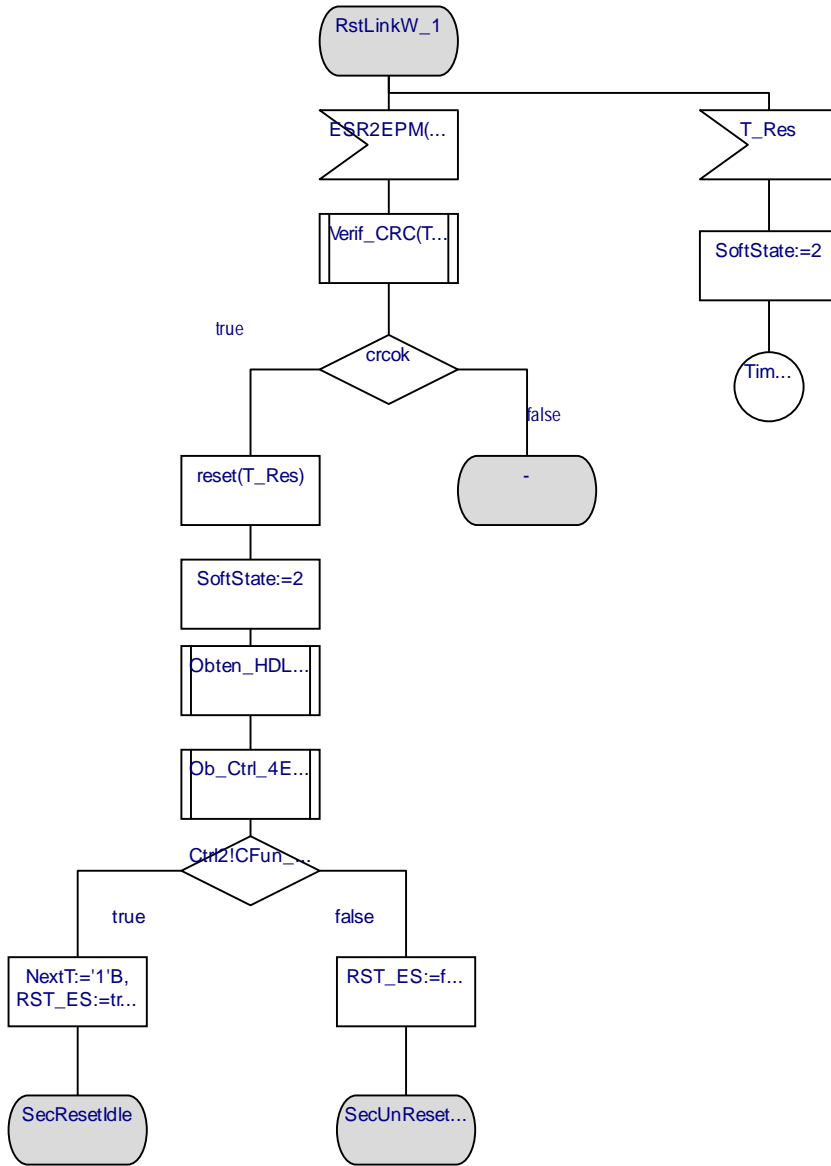 RstLinkW_1
ESR2EPM(...
T_Res
Verif_CRC(T...
SoftState:=2
true
crcok
Tim...
false
reset(T_Res)
-
SoftState:=2
Obten_HDL...
Ob_Ctrl_4E...
Ctrl2!CFun_...
true
false
NextT:='1'B,
RST_ES:=tr...
RST_ES:=f...
SecResetIdle
SecUnReset...